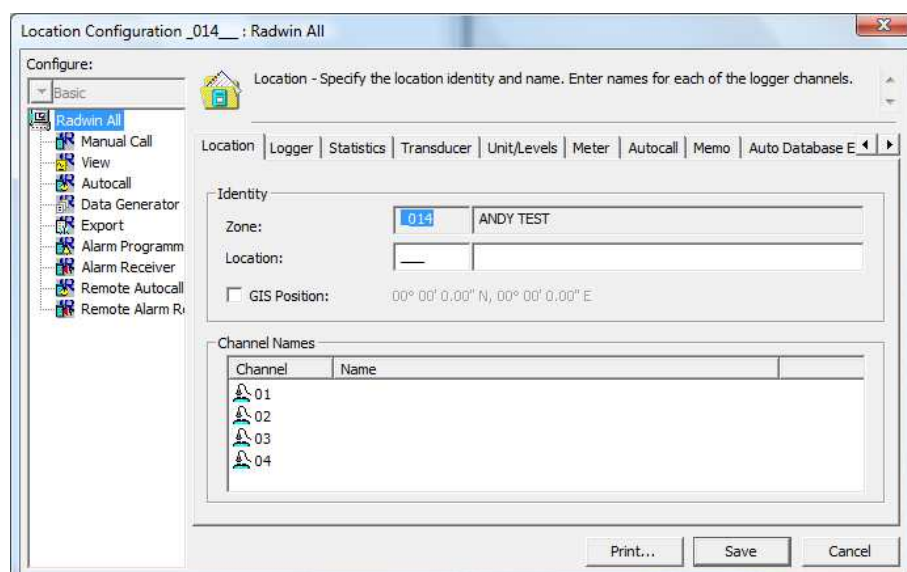 Location Configuration _014___ : Radwin All
Configure:
Basic
Radwin All
Manual Call
View
Autocall
Data Generator
Export
Alarm Programm
Alarm Receiver
Remote Autocall
Remote Alarm R
Location - Specify the location identity and name. Enter names for each of the logger channels.
Location Logger Statistics Transducer Unit/Levels Meter Autocall Memo Auto Database E
Identity
Zone: _014 ANDY TEST
Location: ___
GIS Position: 00° 00' 0.00" N, 00° 00' 0.00" E
Channel Names
Channel Name
01
02
03
04
Print... Save Cancel